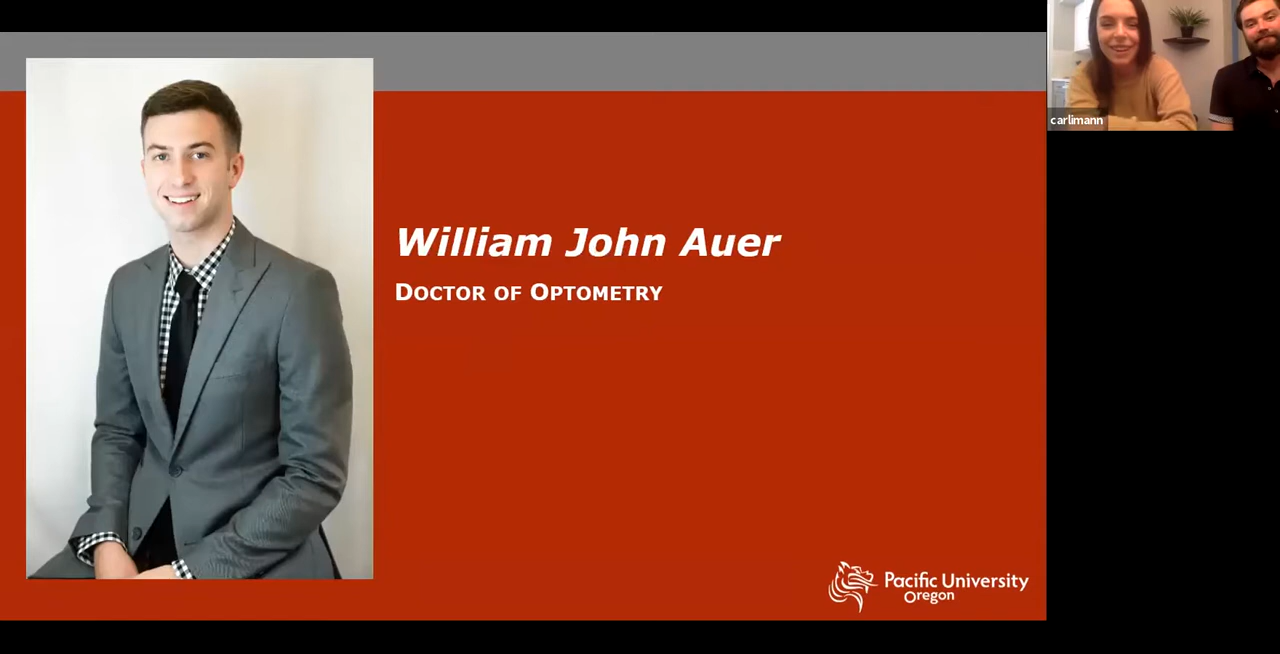 carlimann
William John Auer
Doctor of Optometry
Pacific University
Oregon